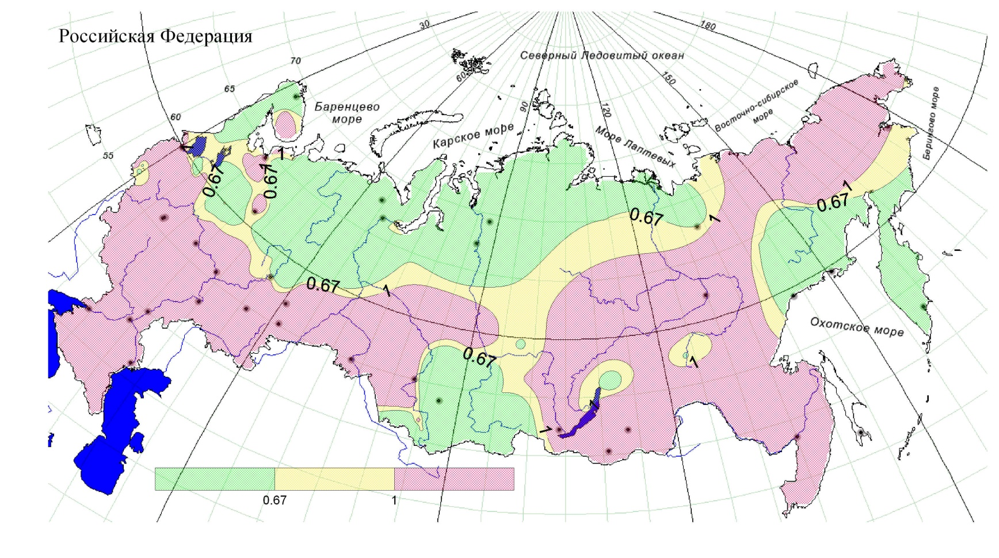 Российская Федерация
30
180
70
Северный Ледовитый океан
60
150
65
Баренцево
море
90
120
Восточно-сибирское
море
Берингово море
60
Карское море
Море Лаптевых
55
1
1
0.67
0.67
1
0.67
1
0.67
0.67
1
Охотское море
0.67
1
1
1
0.67
1